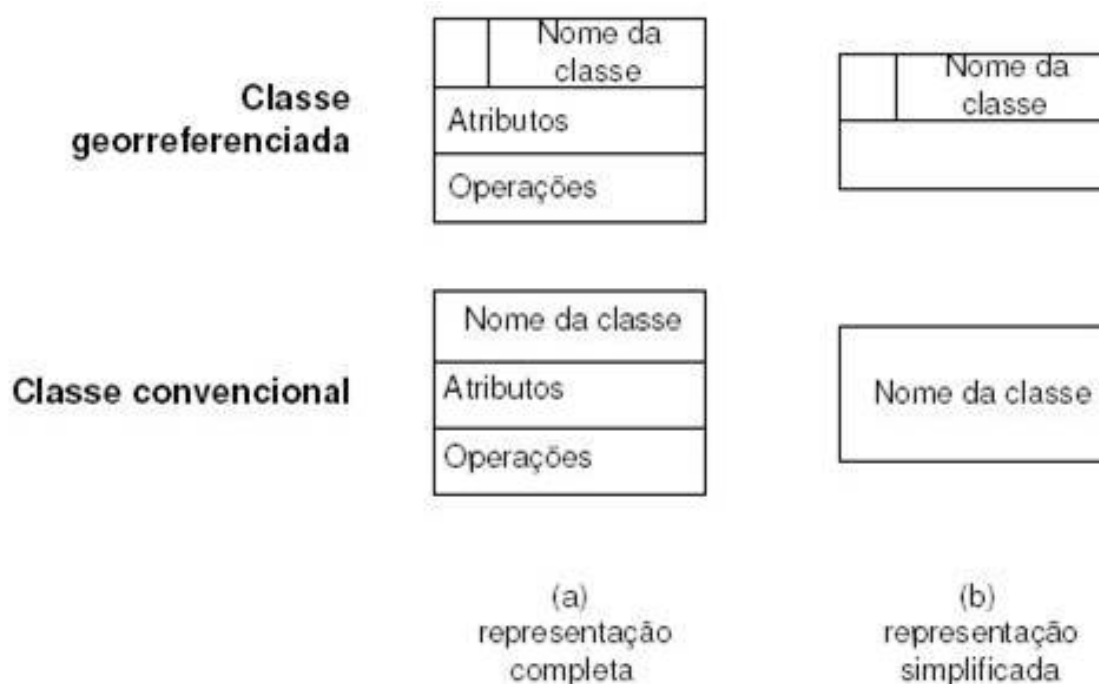 Classe
georreferenciada
Nome da
classe
Atributos
Operações
Nome da
classe
Classe convencional
Nome da classe
Atributos
Operações
Nome da classe
(a)
representação
completa
(b)
representação
simplificada